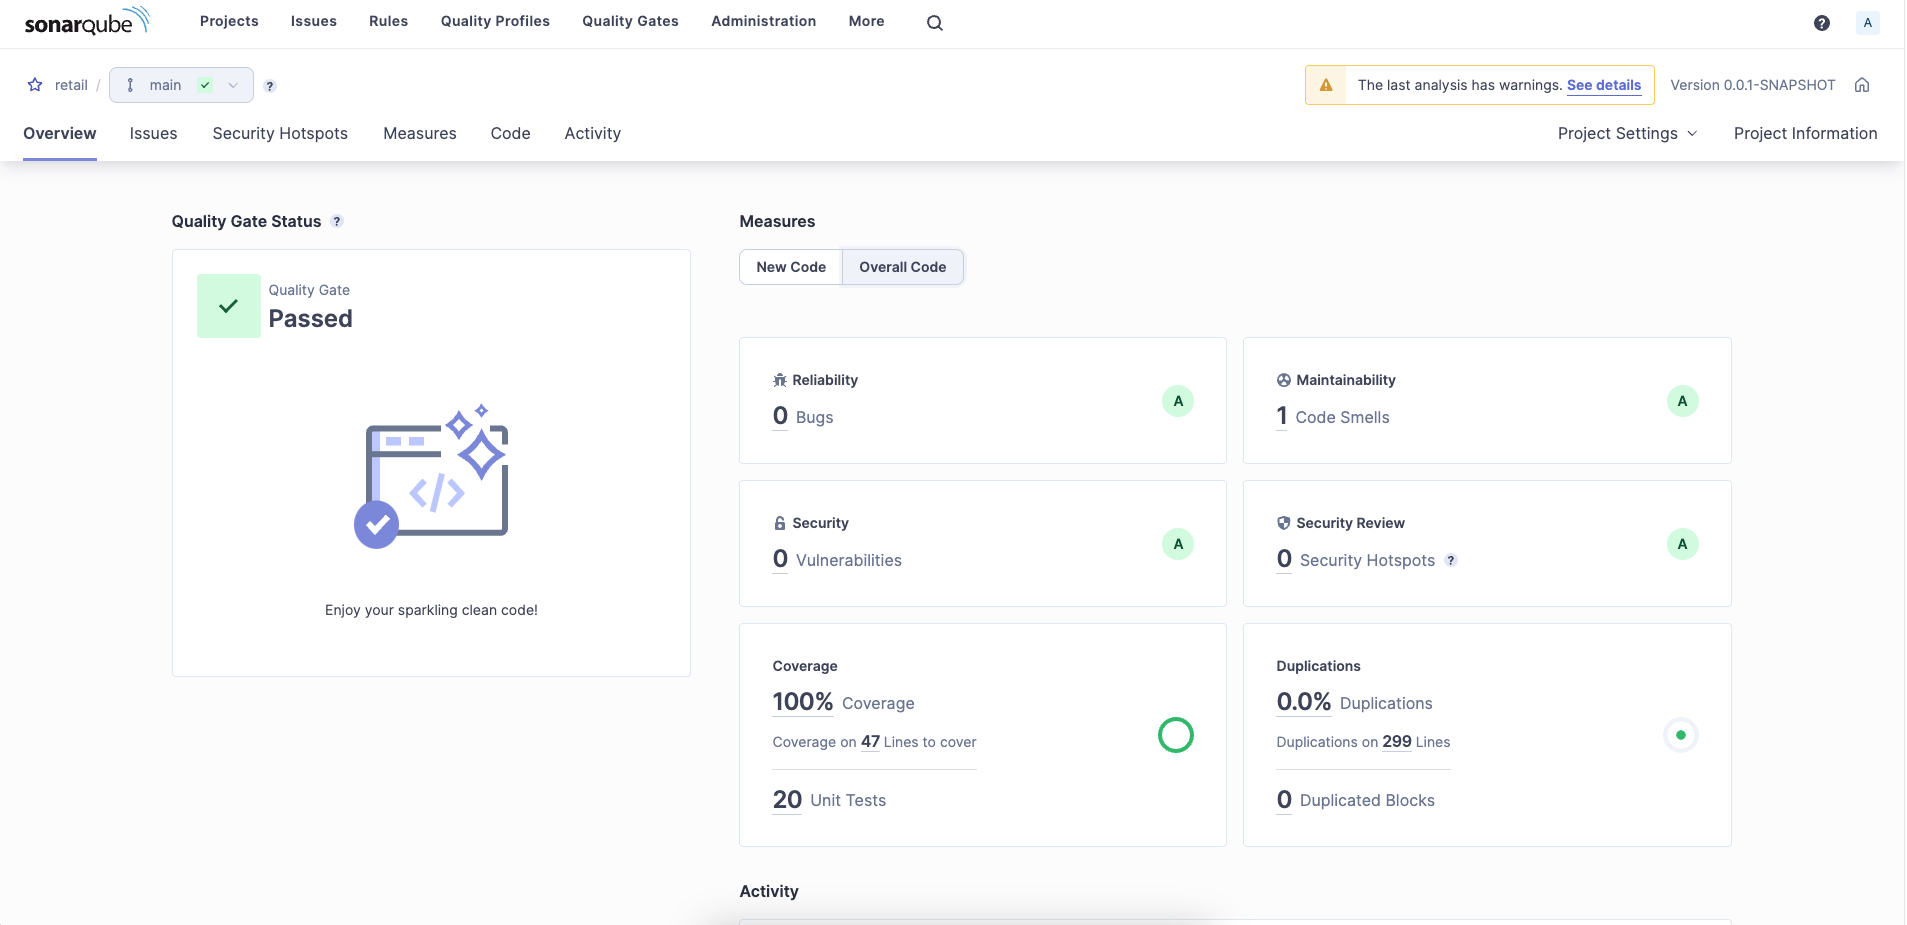 sonarqube Projects Issues Rules Quality Profiles Quality Gates Administration More ? A
retail / main ? The last analysis has warnings. See details Version 0.0.1-SNAPSHOT
Overview Issues Security Hotspots Measures Code Activity Project Settings Project Information
Quality Gate Status ?
Quality Gate
Passed
</>
Enjoy your sparkling clean code!
Measures
New Code Overall Code
Reliability
0 Bugs
A
Maintainability
1 Code Smells
A
Security
0 Vulnerabilities
A
Security Review
0 Security Hotspots ?
A
Coverage
100% Coverage
Coverage on 47 Lines to cover
20 Unit Tests
Duplications
0.0% Duplications
Duplications on 299 Lines
0 Duplicated Blocks
Activity